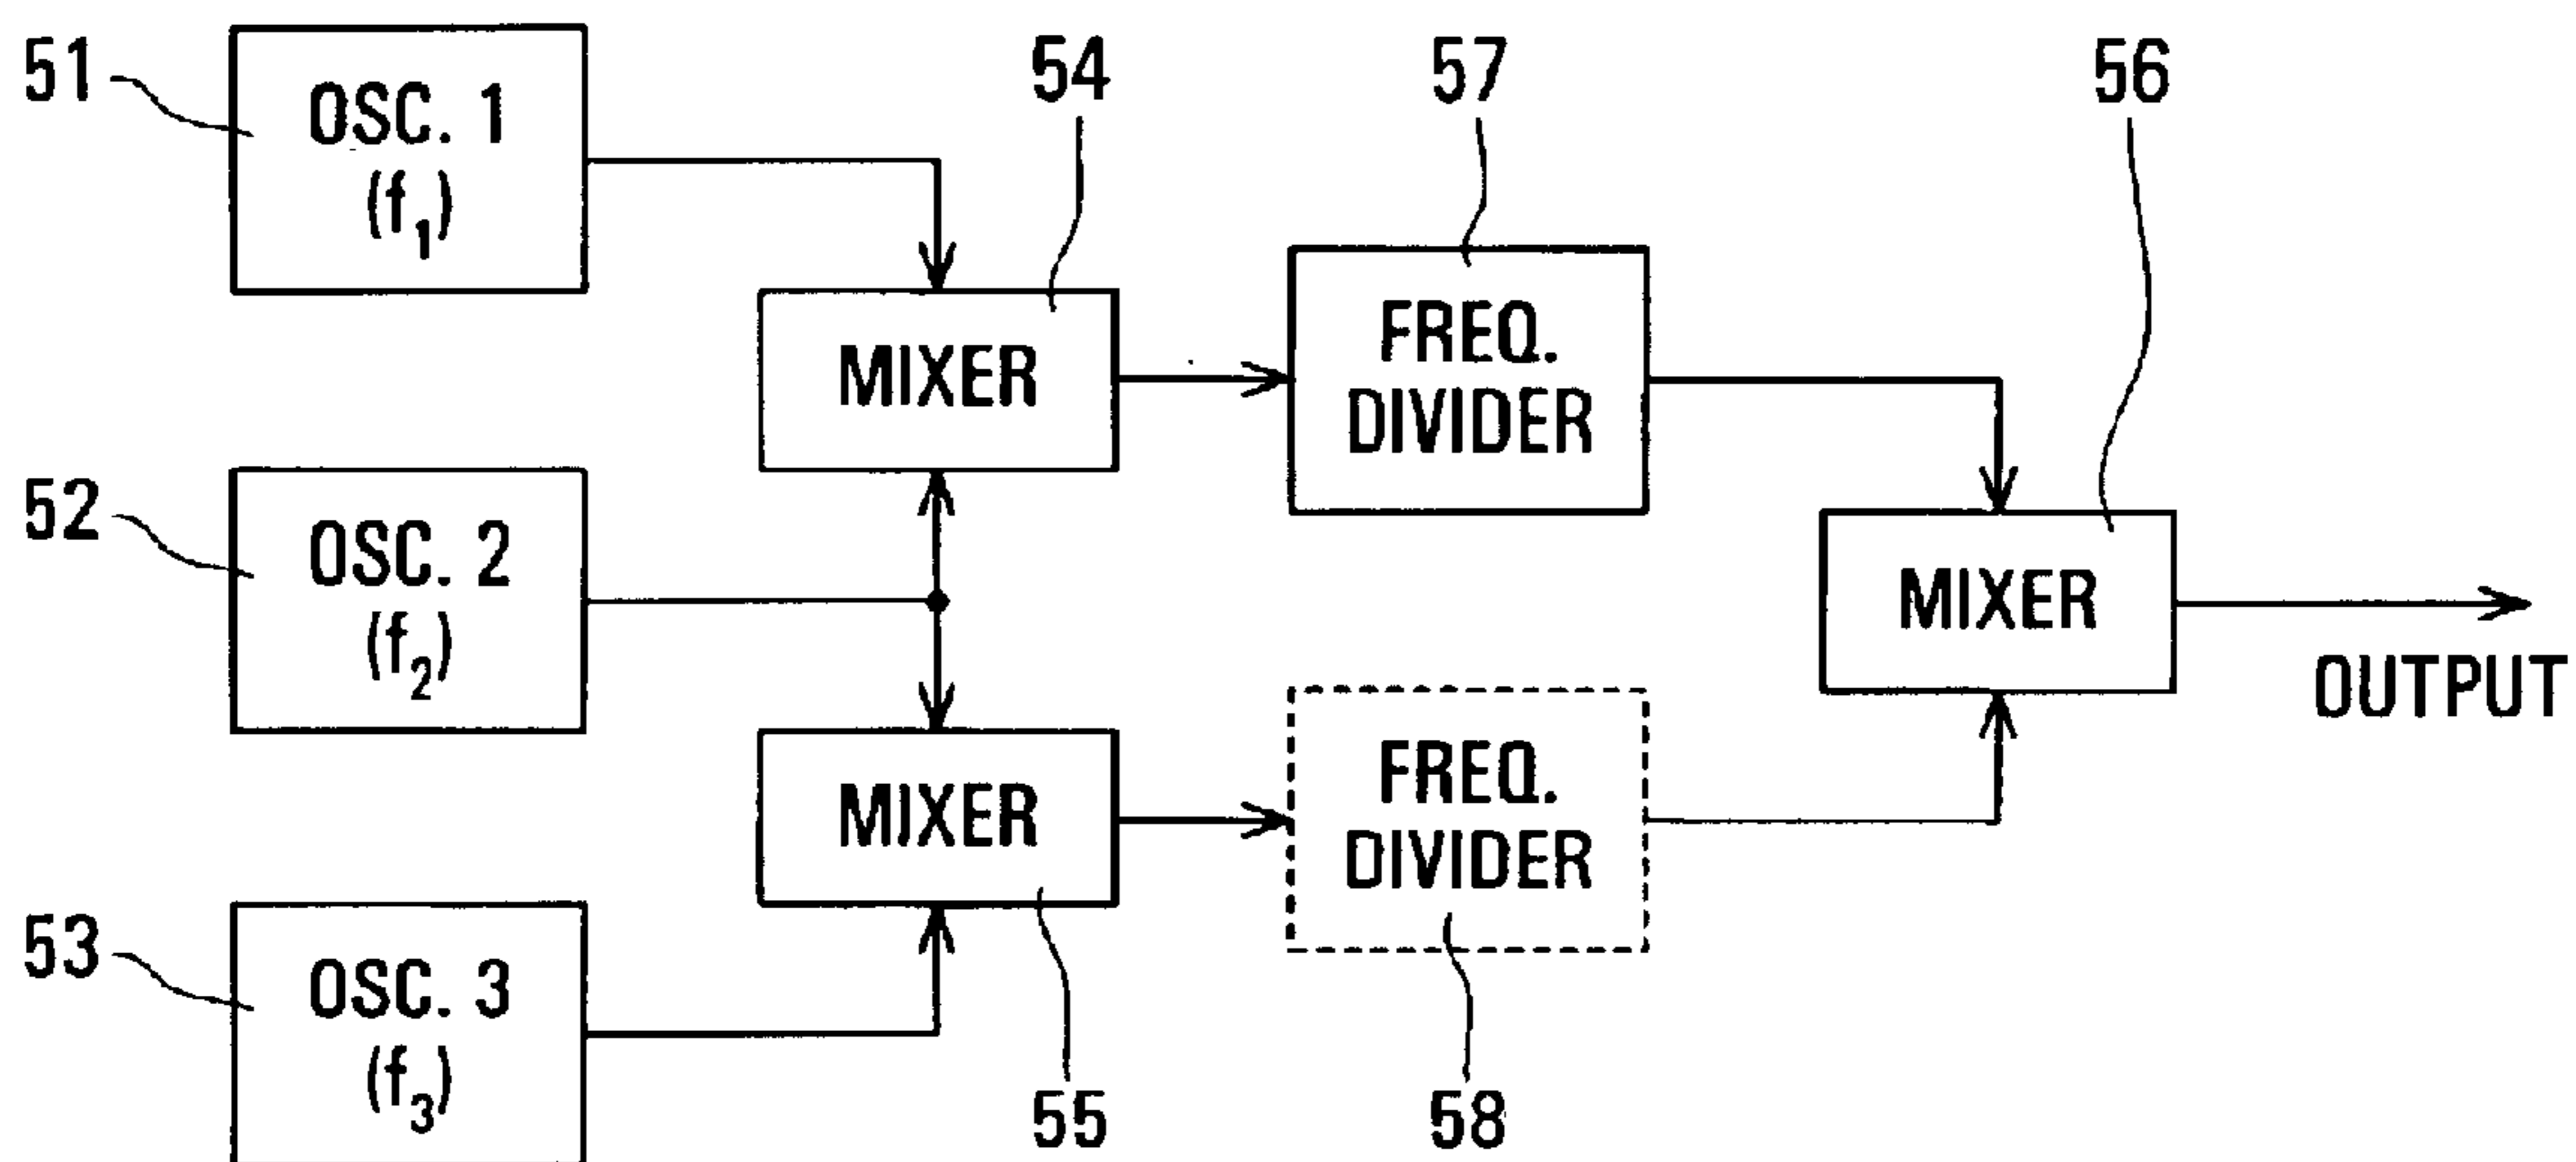 51
OSC. 1
(f1)
54
57
56
MIXER
FREQ.
DIVIDER
52
OSC. 2
(f2)
MIXER
OUTPUT
MIXER
FREQ.
DIVIDER
53
OSC. 3
(f3)
55
58